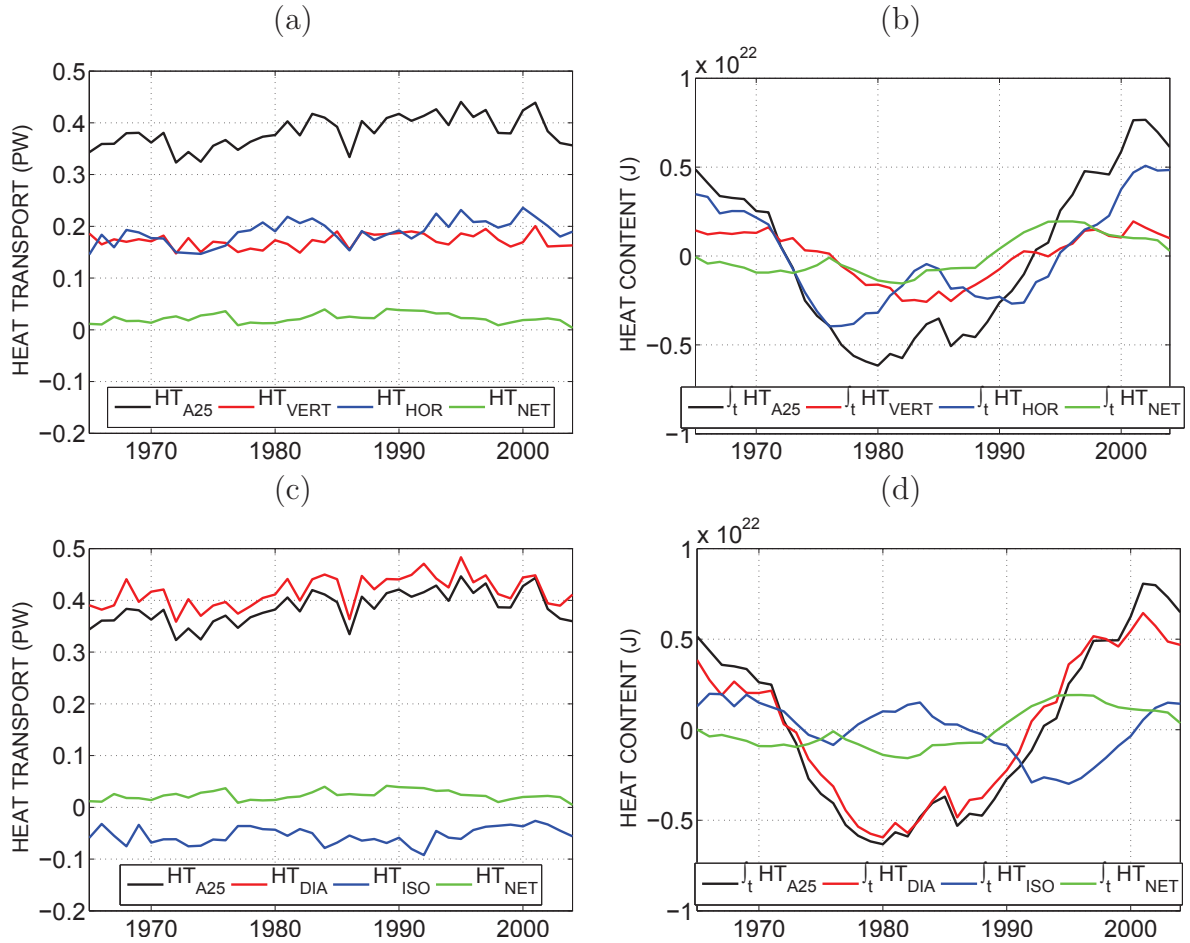 (a)
HEAT TRANSPORT (PW)
0.5
0.4
0.3
0.2
0.1
0
−0.1
−0.2
HT_A25 HT_VERT HT_HOR HT_NET
1970 1980 1990 2000
(b)
1 x 10^22
HEAT CONTENT (J)
0.5
0
−0.5
−1
∫_t HT_A25 ∫_t HT_VERT ∫_t HT_HOR ∫_t HT_NET
1970 1980 1990 2000
(c)
HEAT TRANSPORT (PW)
0.5
0.4
0.3
0.2
0.1
0
−0.1
−0.2
HT_A25 HT_DIA HT_ISO HT_NET
1970 1980 1990 2000
(d)
1 x 10^22
HEAT CONTENT (J)
0.5
0
−0.5
−1
∫_t HT_A25 ∫_t HT_DIA ∫_t HT_ISO ∫_t HT_NET
1970 1980 1990 2000